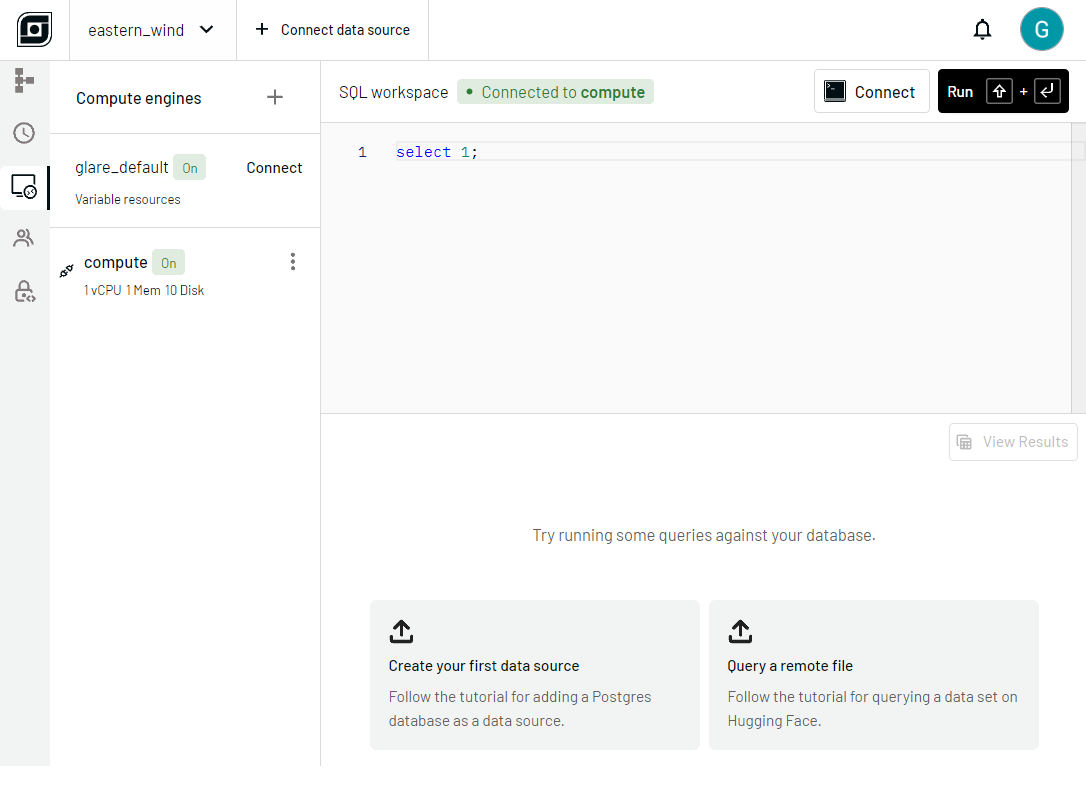 eastern_wind
Connect data source
G
Compute engines
SQL workspace
Connected to compute
Connect
Run + 
glare_default On
Connect
Variable resources
compute On
1 vCPU 1 Mem 10 Disk
1 select 1;
View Results
Try running some queries against your database.
Create your first data source
Follow the tutorial for adding a Postgres
database as a data source.
Query a remote file
Follow the tutorial for querying a data set on
Hugging Face.